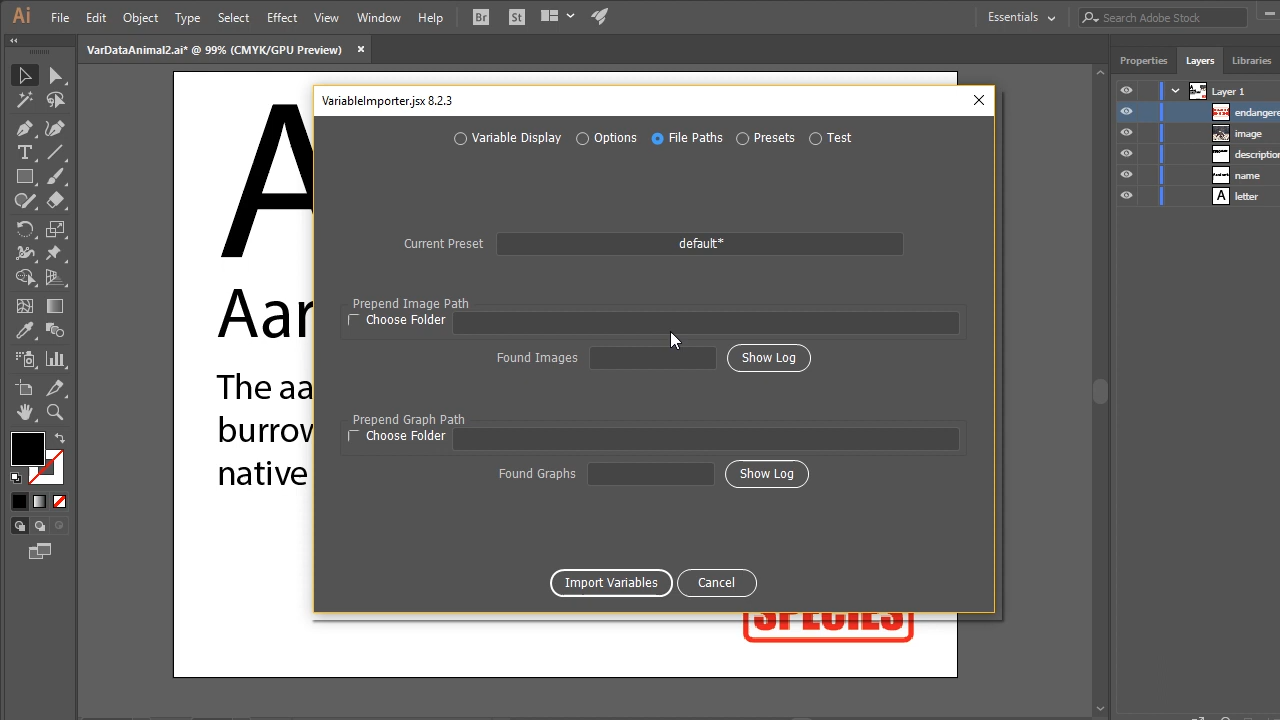 Ai File Edit Object Type Select Effect View Window Help Br St Essentials Search Adobe Stock
VarDataAnimal2.ai* @ 99% (CMYK/GPU Preview) ×
Properties Layers Libraries
Layer 1
endangere
image
description
name
letter
A
Aar
The aa
burrow
native
SPECIES
VariableImporter.jsx 8.2.3
Variable Display Options File Paths Presets Test
Current Preset default*
Prepend Image Path
Choose Folder
Found Images Show Log
Prepend Graph Path
Choose Folder
Found Graphs Show Log
Import Variables Cancel